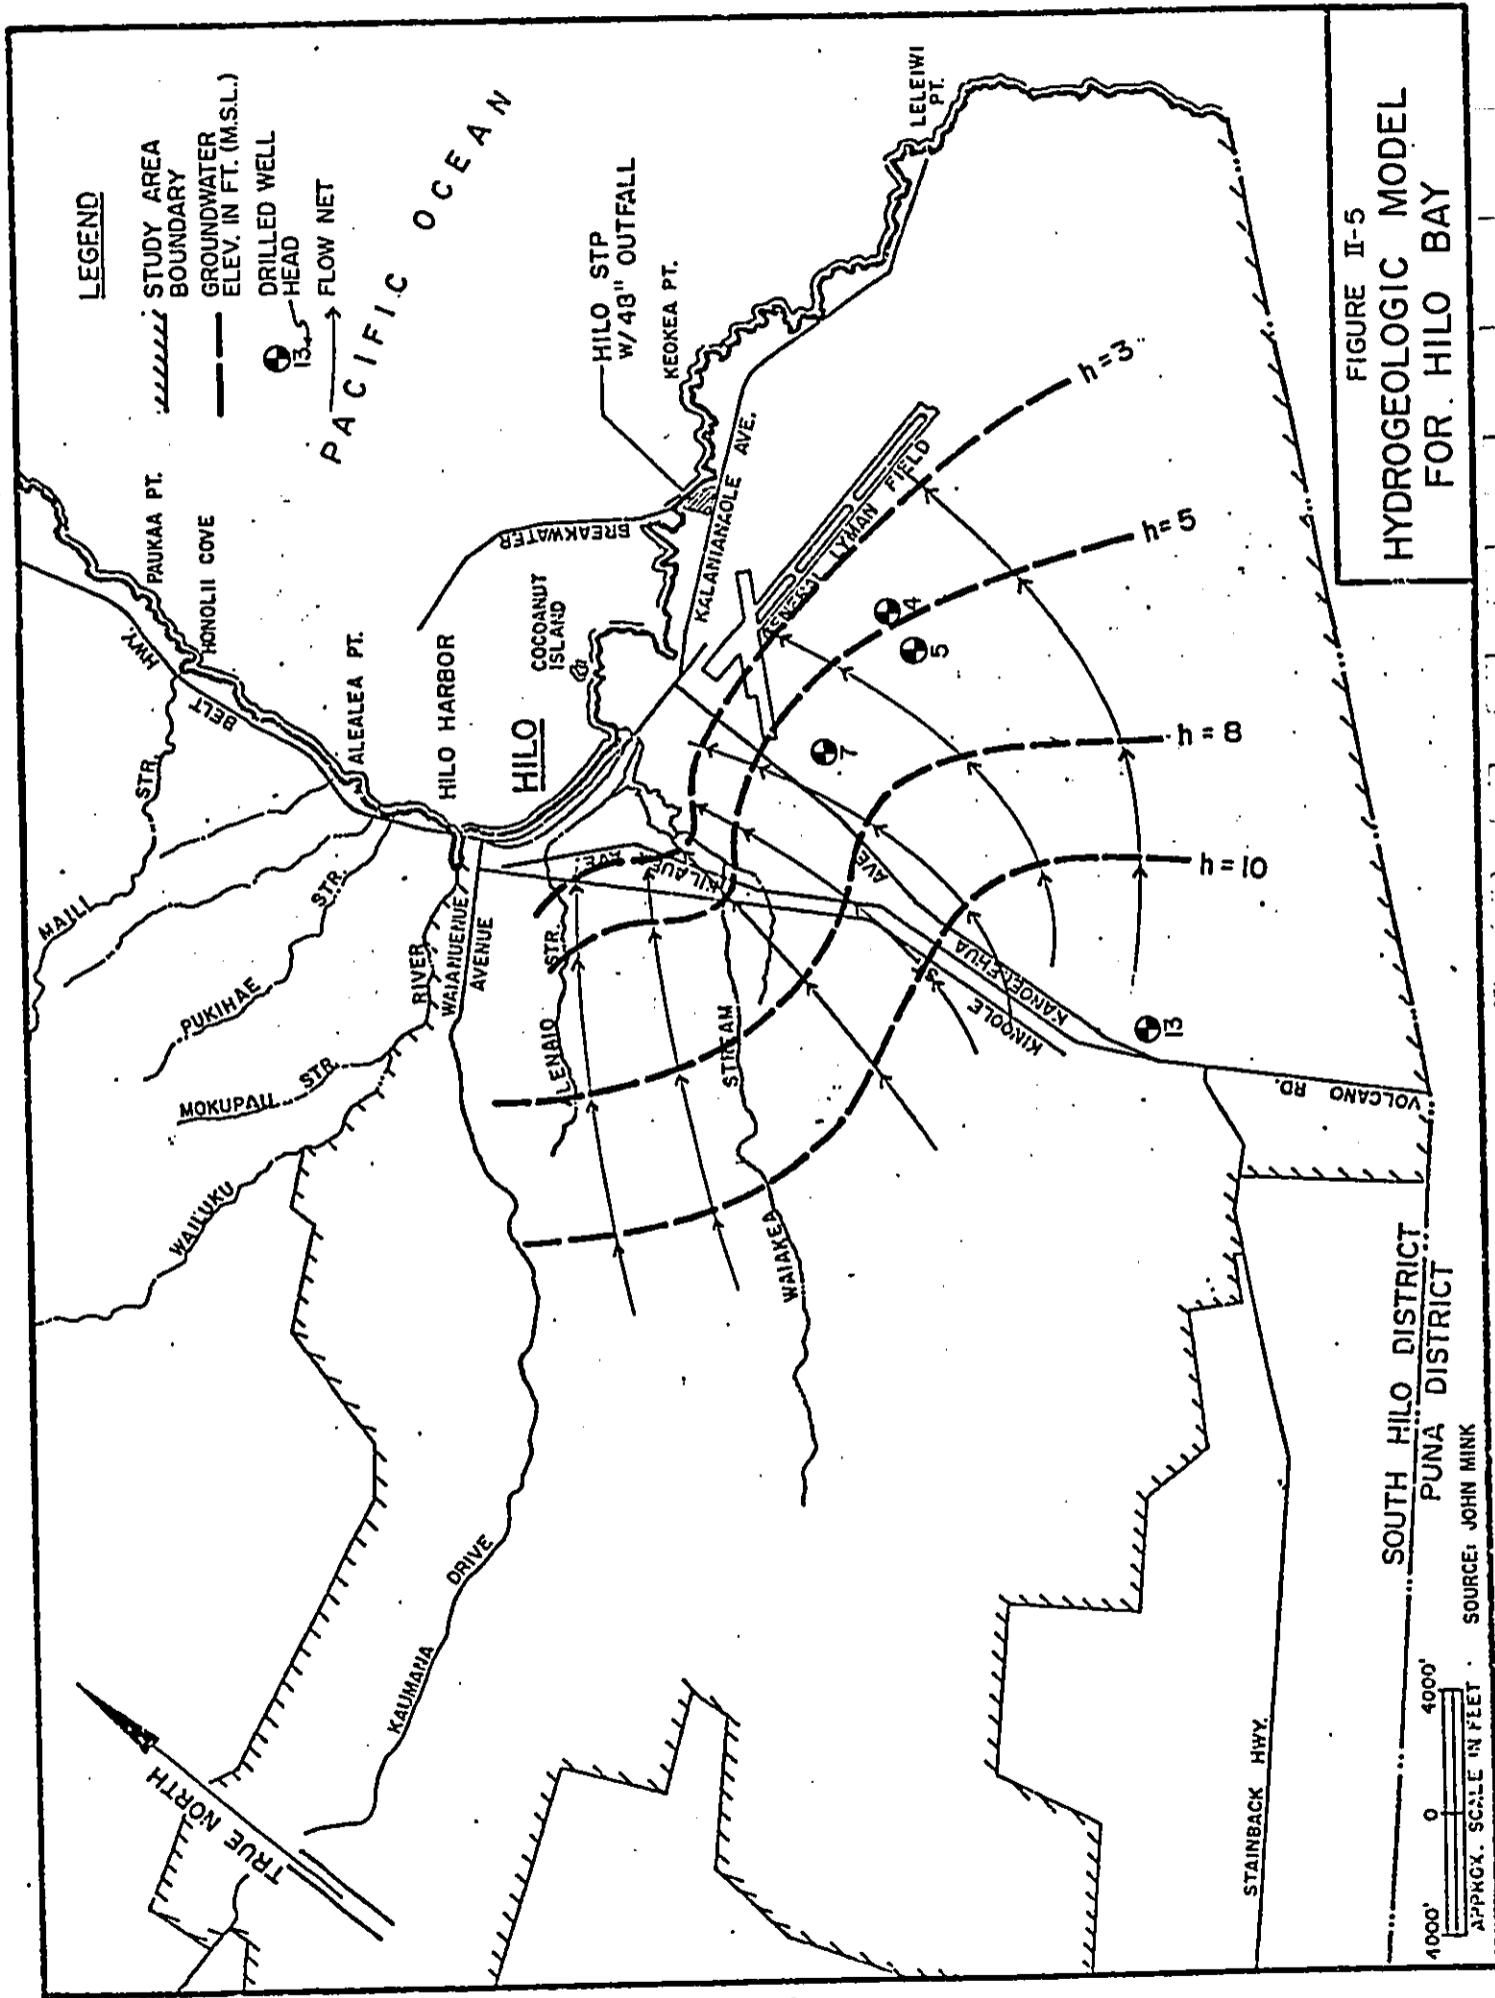 LEGEND
STUDY AREA
BOUNDARY
GROUNDWATER
ELEV. IN FT. (M.S.L.)
DRILLED WELL
HEAD
13
FLOW NET
PACIFIC OCEAN
PAUKAA PT.
HONOLII COVE
BELT HWY.
ALEALEA PT.
HILO HARBOR
HILO
COCOANUT
ISLAND
BREAKWATER
HILO STP
W/ 48" OUTFALL
KEOKEA PT.
LELEIWI
PT.
KALANIANAOLE AVE.
LYMAN FIELD
MAILI STR.
PUKIHAE STR.
MOKUPAU STR.
WAILUKU RIVER
WAIANUENUE
AVENUE
KILAUEA AVE.
ALENAIO STR.
WAIAKEA STREAM
KINOOLE ST.
KANOELEHUA AVE
h=3
h=5
h=8
h=10
4
5
7
13
VOLCANO RD.
KAUMANA DRIVE
STAINBACK HWY.
TRUE NORTH
SOUTH HILO DISTRICT
PUNA DISTRICT
4000' 0 4000'
APPROX. SCALE IN FEET
SOURCE: JOHN MINK
FIGURE II-5
HYDROGEOLOGIC MODEL
FOR HILO BAY